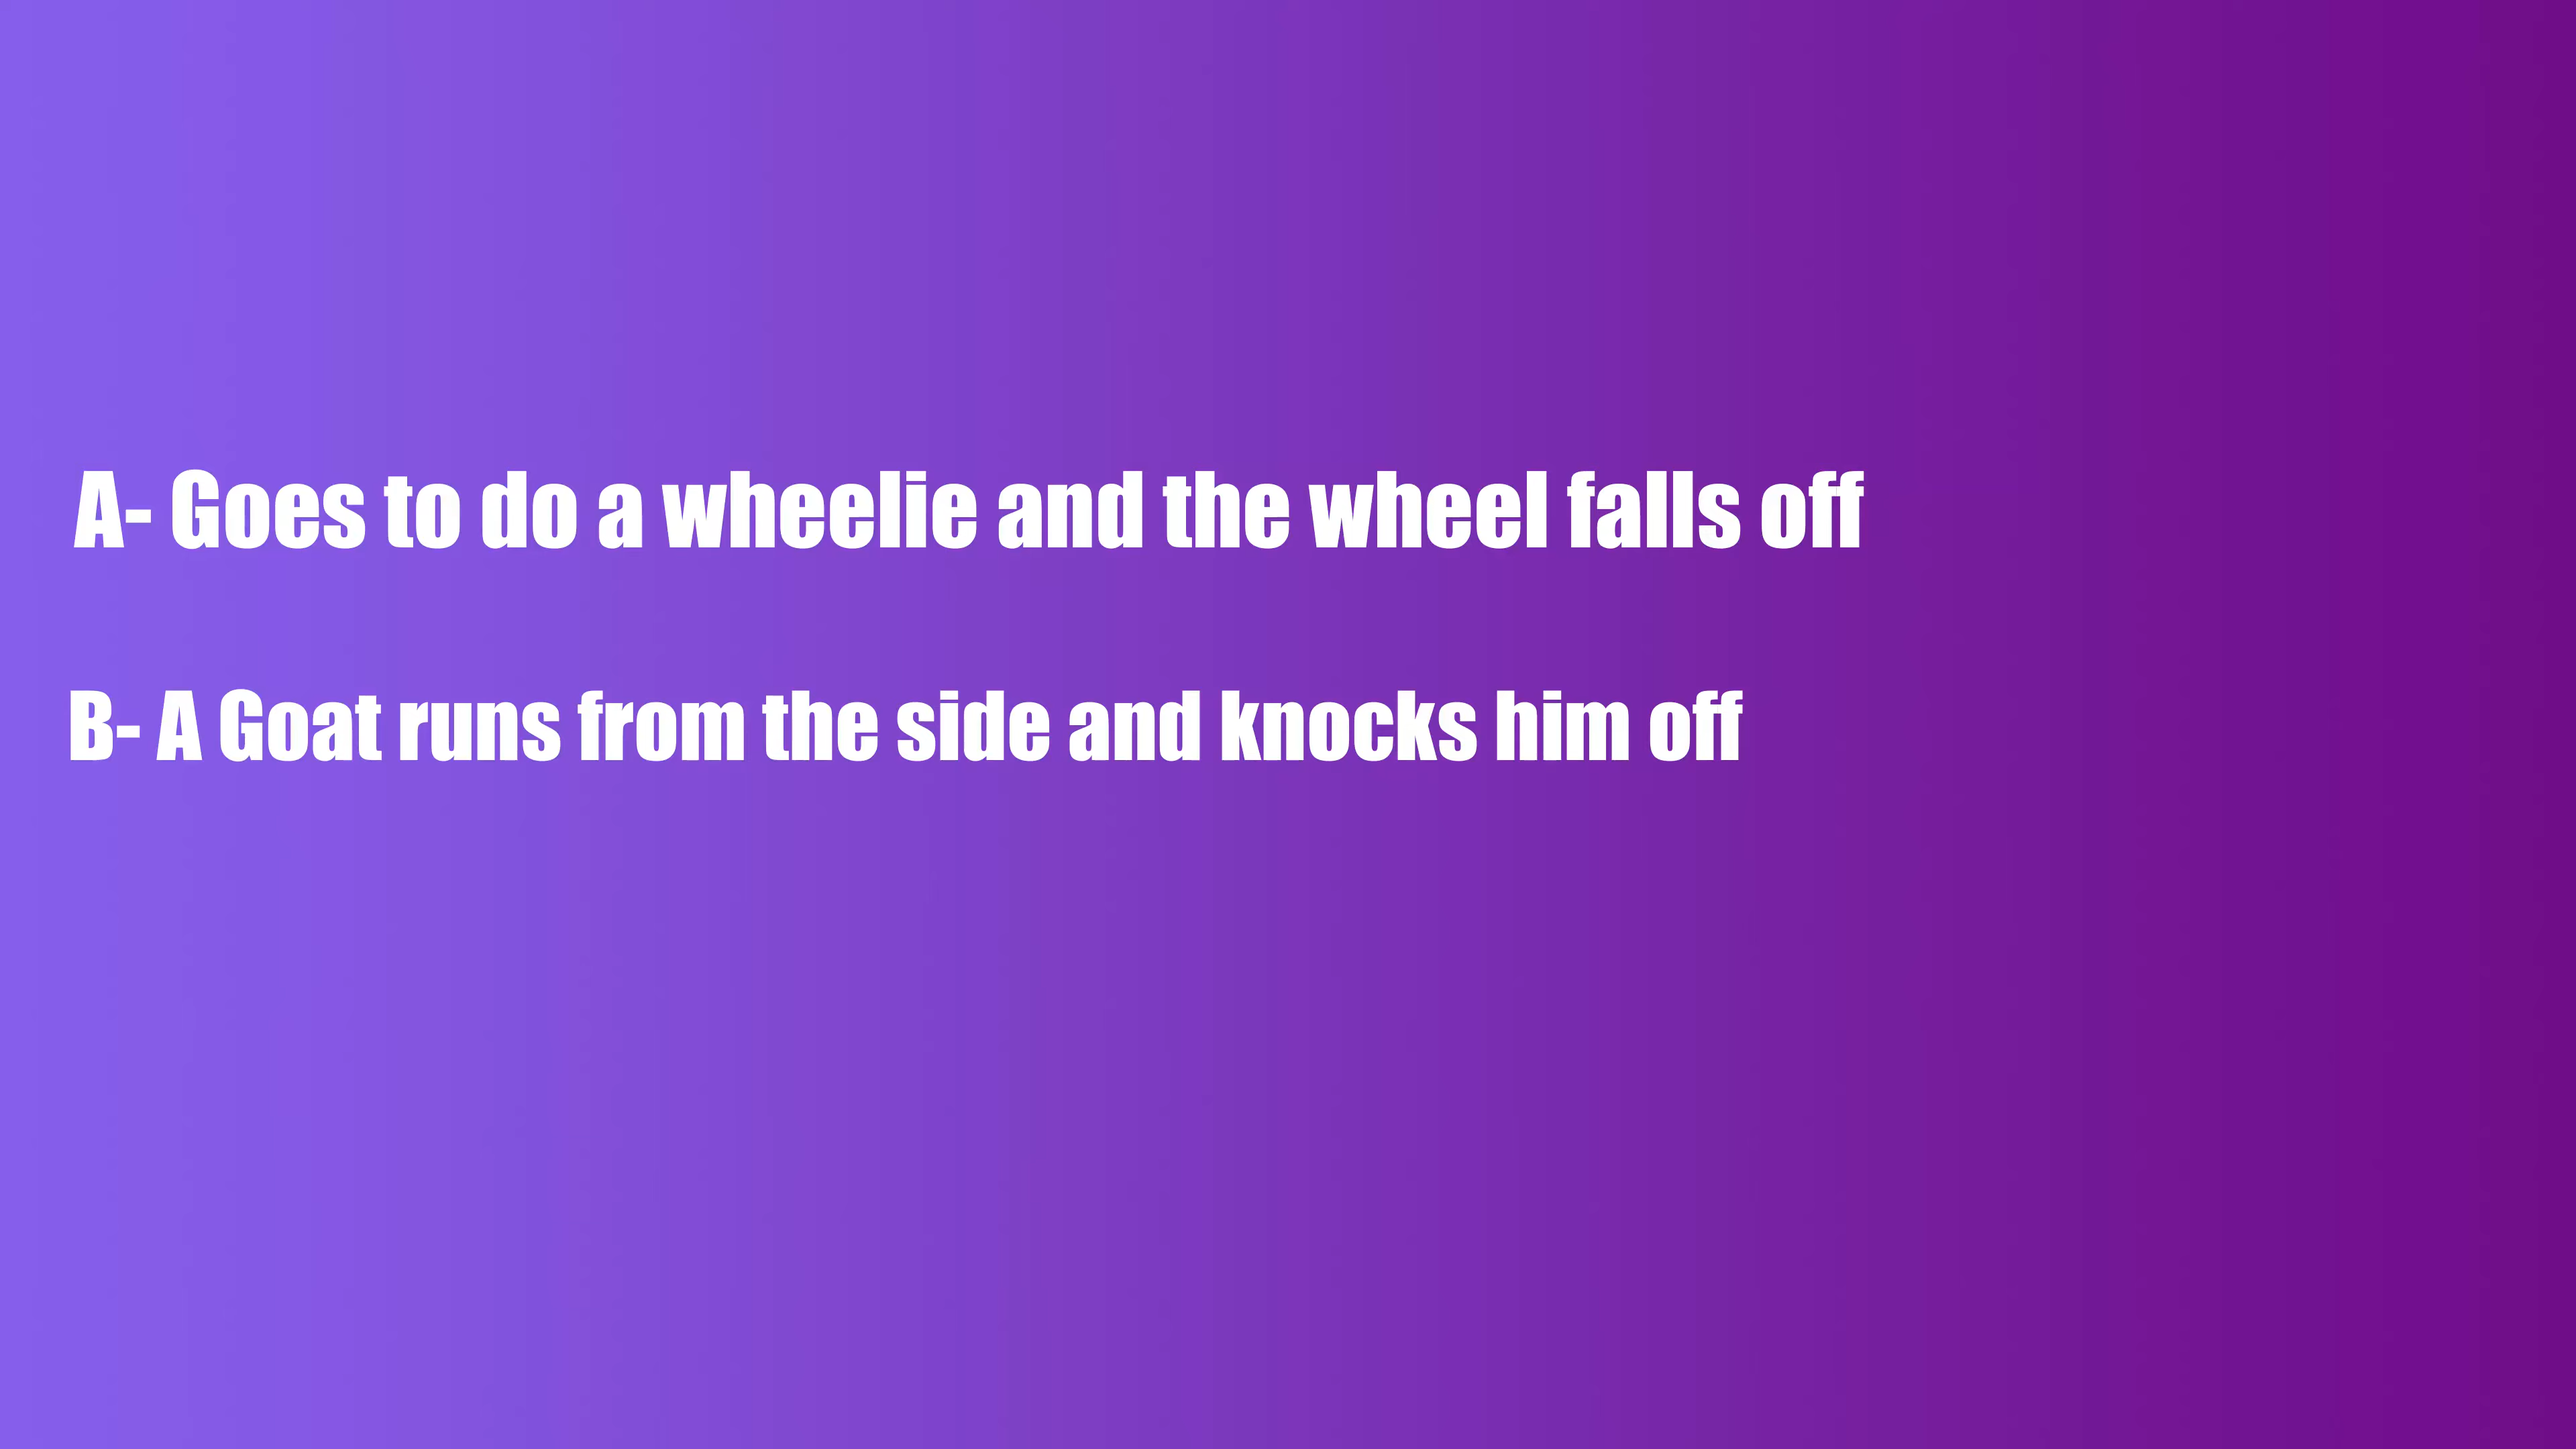 A- Goes to do a wheelie and the wheel falls off
B- A Goat runs from the side and knocks him off